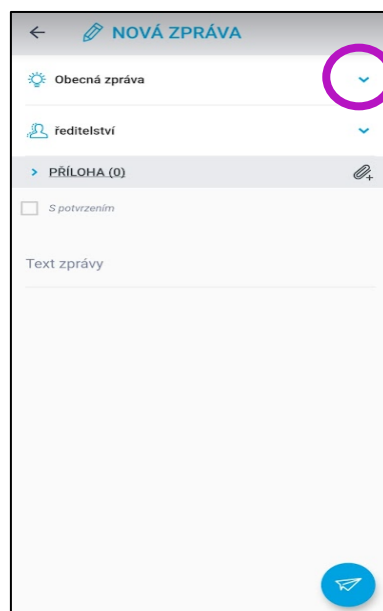 NOVÁ ZPRÁVA
Obecná zpráva
ředitelství
PŘÍLOHA (0)
S potvrzením
Text zprávy